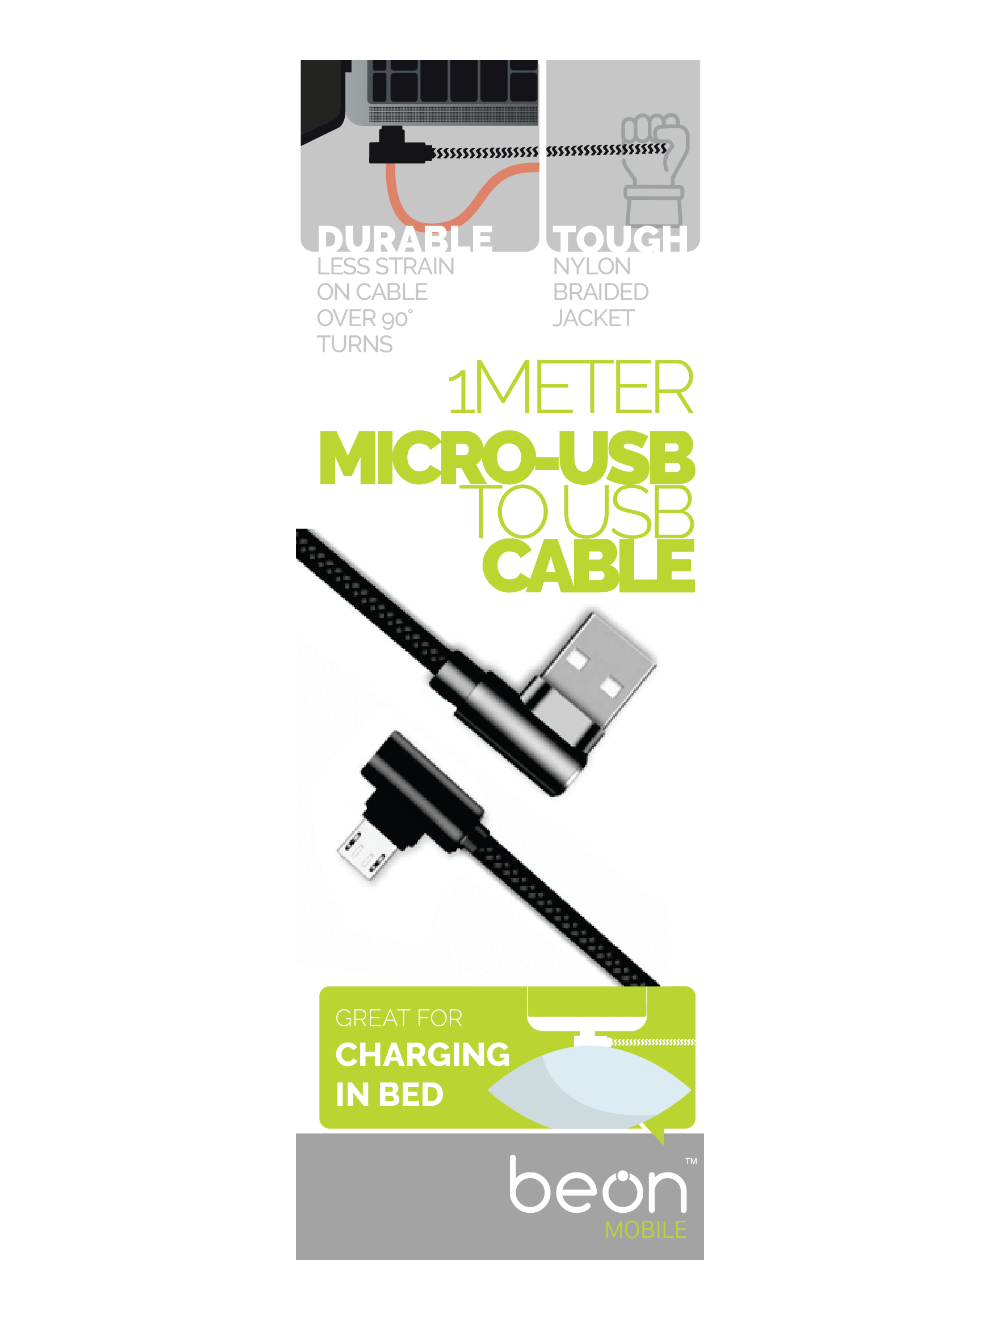 DURABLE
LESS STRAIN
ON CABLE
OVER 90°
TURNS
TOUGH
NYLON
BRAIDED
JACKET
1METER
MICRO-USB
TO USB
CABLE
GREAT FOR
CHARGING
IN BED
beon™
MOBILE